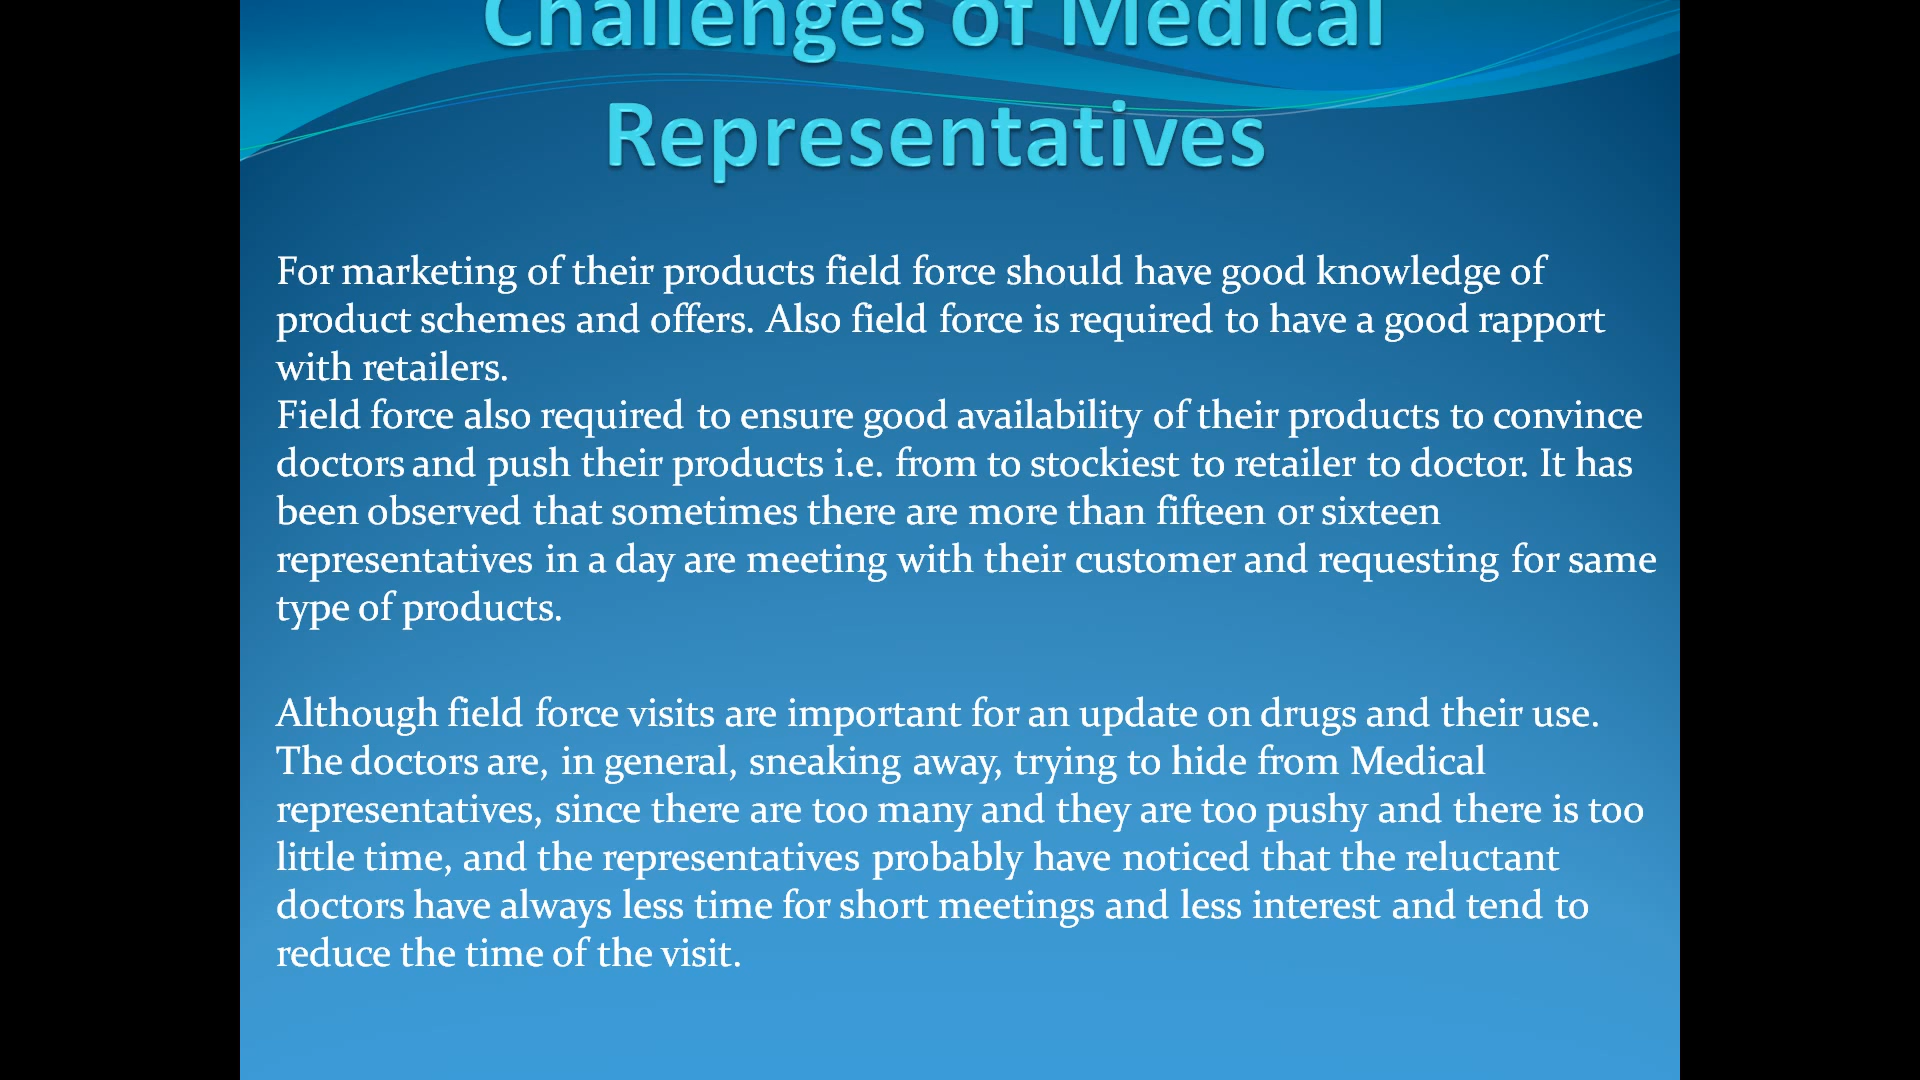 Challenges of Medical
Representatives
For marketing of their products field force should have good knowledge of
product schemes and offers. Also field force is required to have a good rapport
with retailers.
Field force also required to ensure good availability of their products to convince
doctors and push their products i.e. from to stockiest to retailer to doctor. It has
been observed that sometimes there are more than fifteen or sixteen
representatives in a day are meeting with their customer and requesting for same
type of products.
Although field force visits are important for an update on drugs and their use.
The doctors are, in general, sneaking away, trying to hide from Medical
representatives, since there are too many and they are too pushy and there is too
little time, and the representatives probably have noticed that the reluctant
doctors have always less time for short meetings and less interest and tend to
reduce the time of the visit.